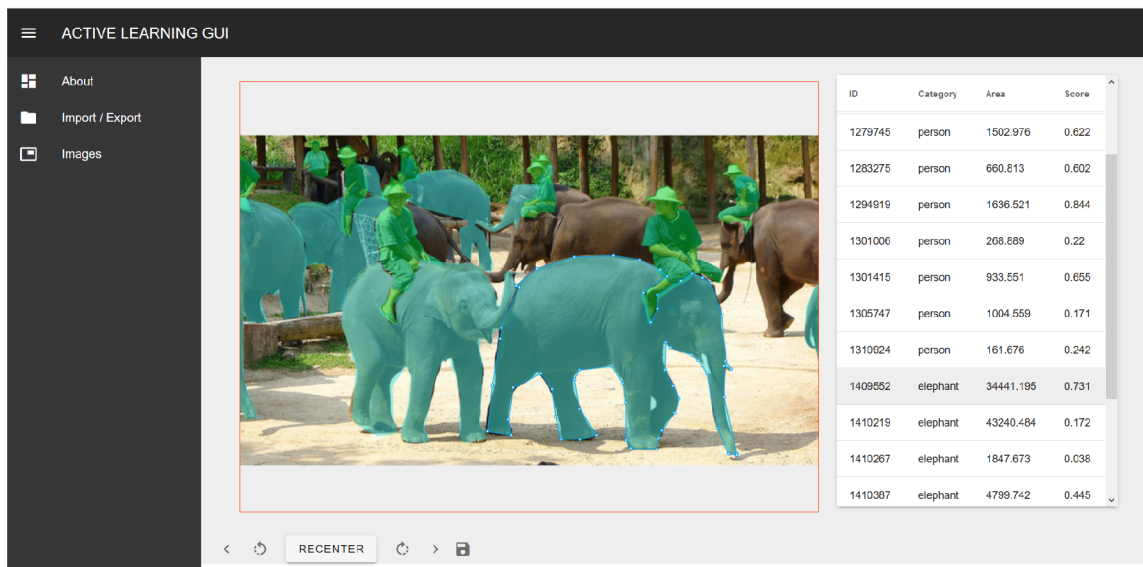 ACTIVE LEARNING GUI
About
Import / Export
Images
ID Category Area Score
1279745 person 1502.976 0.622
1283275 person 660.813 0.602
1294919 person 1636.521 0.844
1301006 person 268.889 0.22
1301415 person 933.551 0.655
1305747 person 1004.559 0.171
1310924 person 161.676 0.242
1409552 elephant 34441.195 0.731
1410219 elephant 43240.484 0.172
1410267 elephant 1847.673 0.038
1410387 elephant 4799.742 0.445
RECENTER